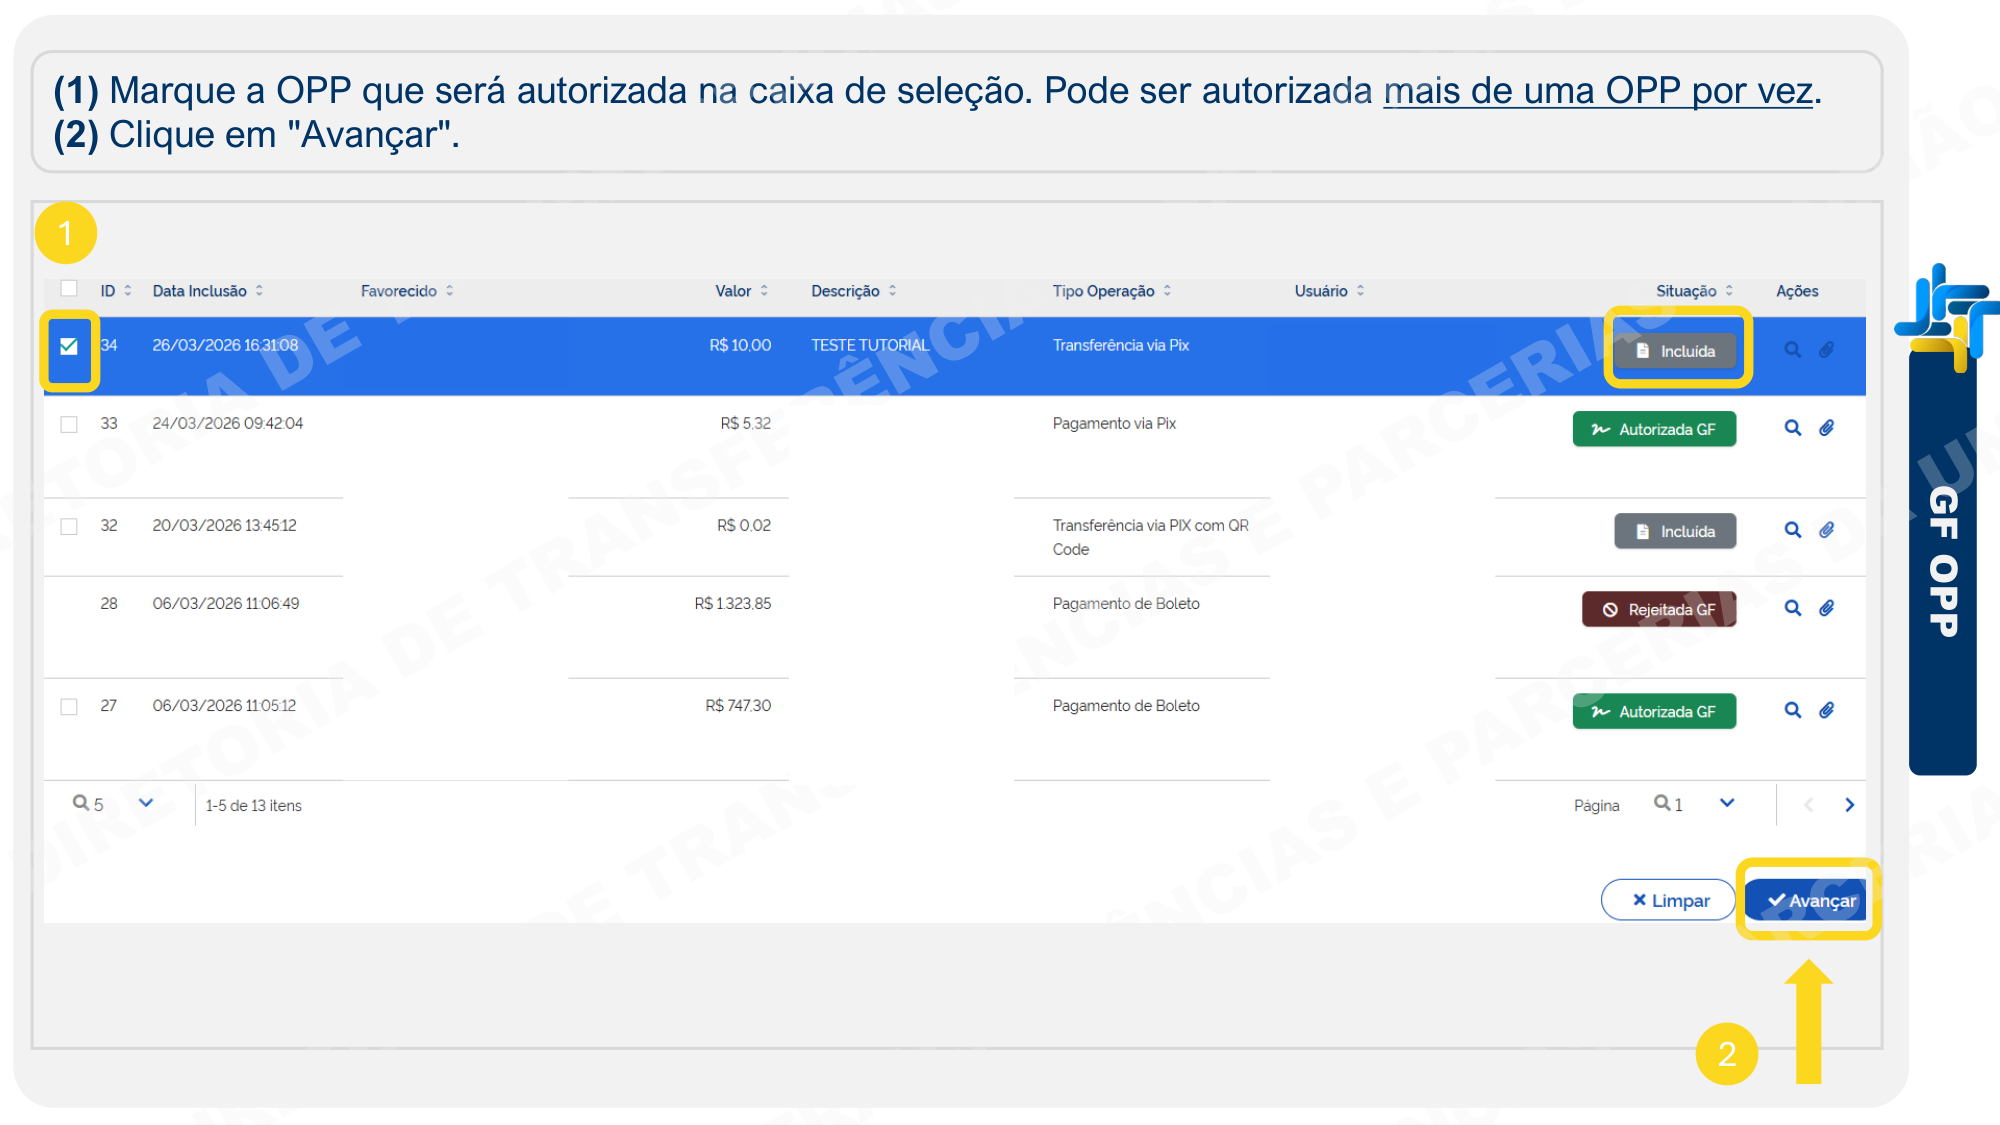 (1) Marque a OPP que será autorizada na caixa de seleção. Pode ser autorizada mais de uma OPP por vez.
(2) Clique em "Avançar".
1
ID Data Inclusão Favorecido Valor Descrição Tipo Operação Usuário Situação Ações
34 26/03/2026 16:31:08 R$ 10,00 TESTE TUTORIAL Transferência via Pix Incluída
33 24/03/2026 09:42:04 R$ 5,32 Pagamento via Pix Autorizada GF
32 20/03/2026 13:45:12 R$ 0,02 Transferência via PIX com QR Code Incluída
28 06/03/2026 11:06:49 R$ 1.323,85 Pagamento de Boleto Rejeitada GF
27 06/03/2026 11:05:12 R$ 747,30 Pagamento de Boleto Autorizada GF
5 1-5 de 13 itens Página 1
Limpar Avançar
2
GF OPP
DIRETORIA DE TRANSFERÊNCIAS E PARCERIAS DA UNIÃO